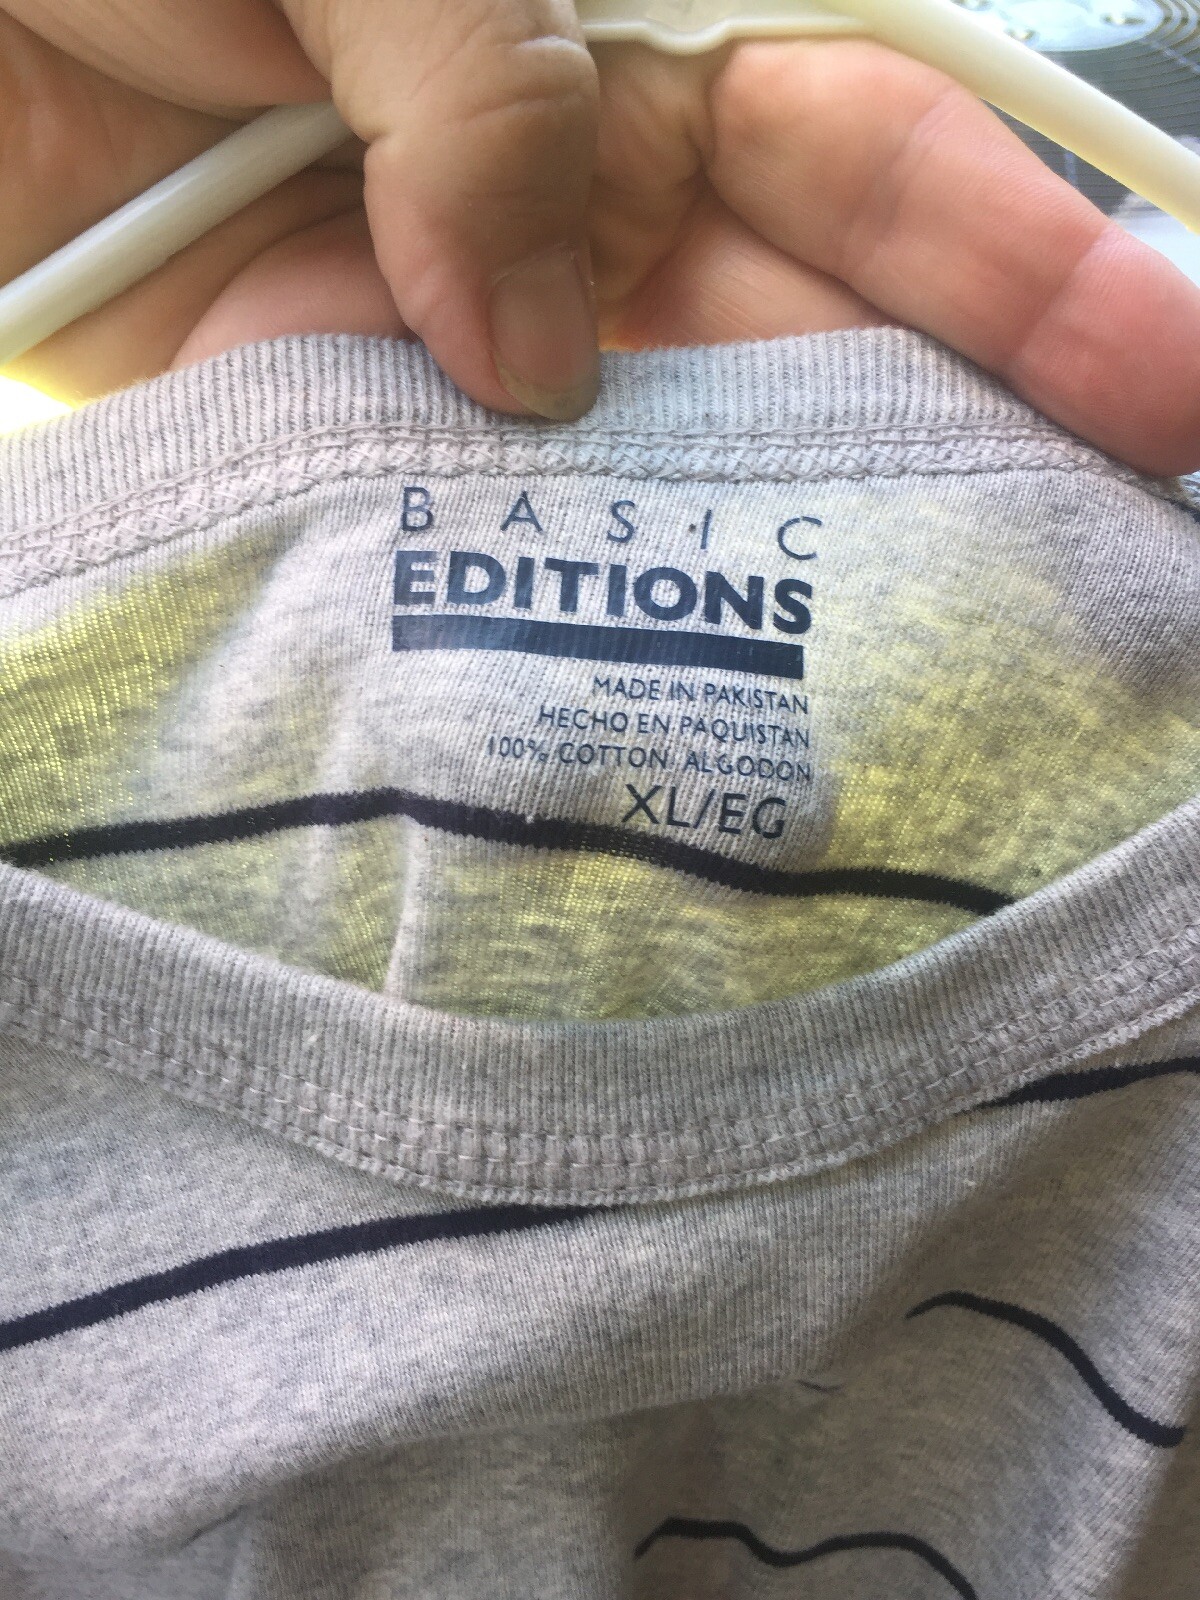 BASIC
EDITIONS
MADE IN PAKISTAN
HECHO EN PAQUISTAN
100% COTTON ALGODON
XL/EG